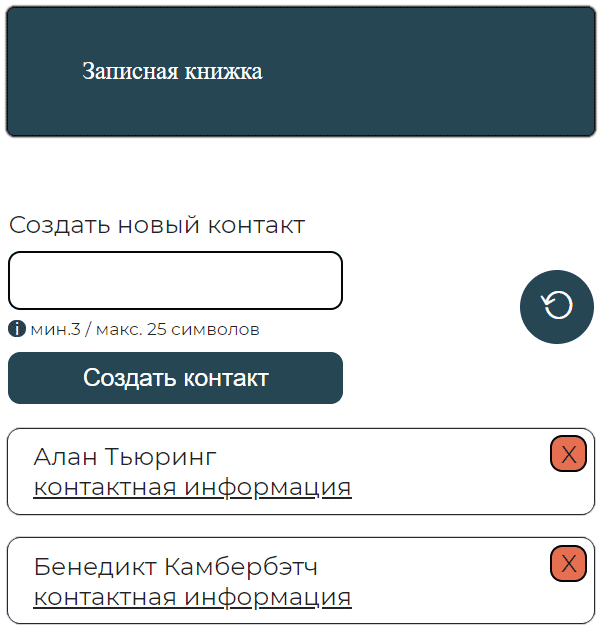 Записная книжка
Создать новый контакт
i мин.3 / макс. 25 символов
Создать контакт
Алан Тьюринг
X
контактная информация
Бенедикт Камбербэтч
X
контактная информация